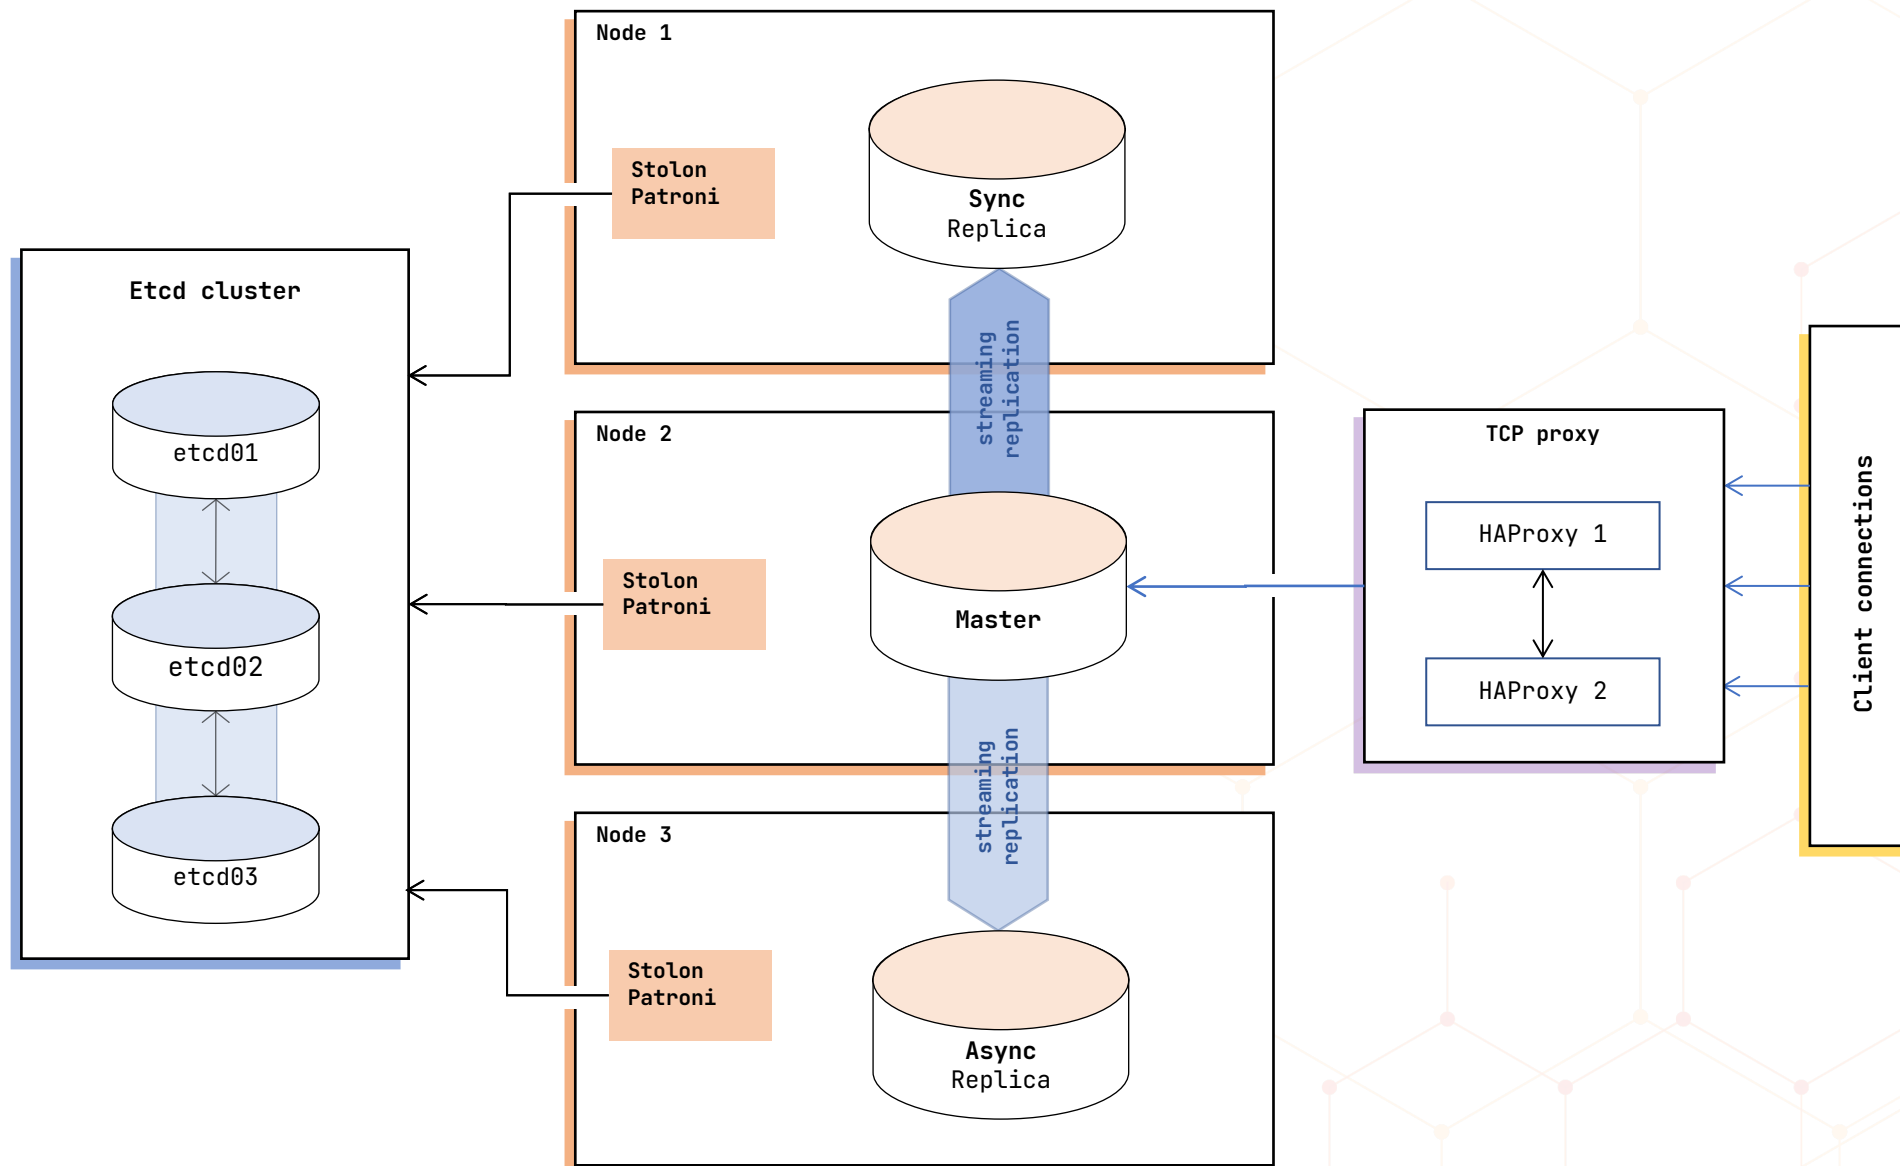 Node 1
Stolon
Patroni
Sync
Replica
streaming
replication
Etcd cluster
etcd01
etcd02
etcd03
Node 2
Stolon
Patroni
Master
streaming
replication
Node 3
Stolon
Patroni
Async
Replica
TCP proxy
HAProxy 1
HAProxy 2
Client connections